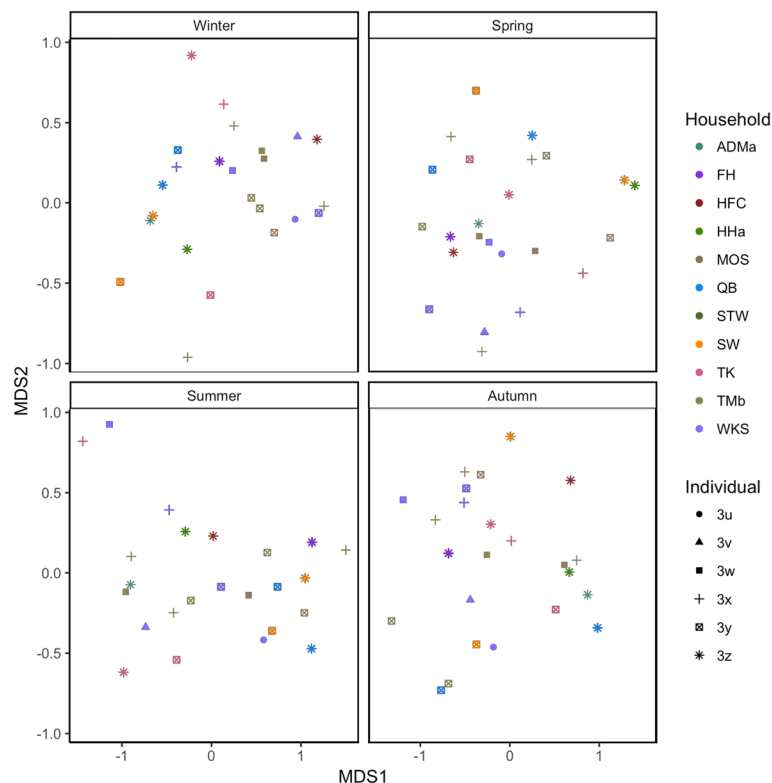 Winter
Spring
1.0
0.5
0.0
-0.5
-1.0
Summer
Autumn
1.0
0.5
0.0
-0.5
-1.0
-1
0
1
-1
0
1
MDS2
MDS1
Household
ADMa
FH
HFC
HHa
MOS
QB
STW
SW
TK
TMb
WKS
Individual
3u
3v
3w
3x
3y
3z